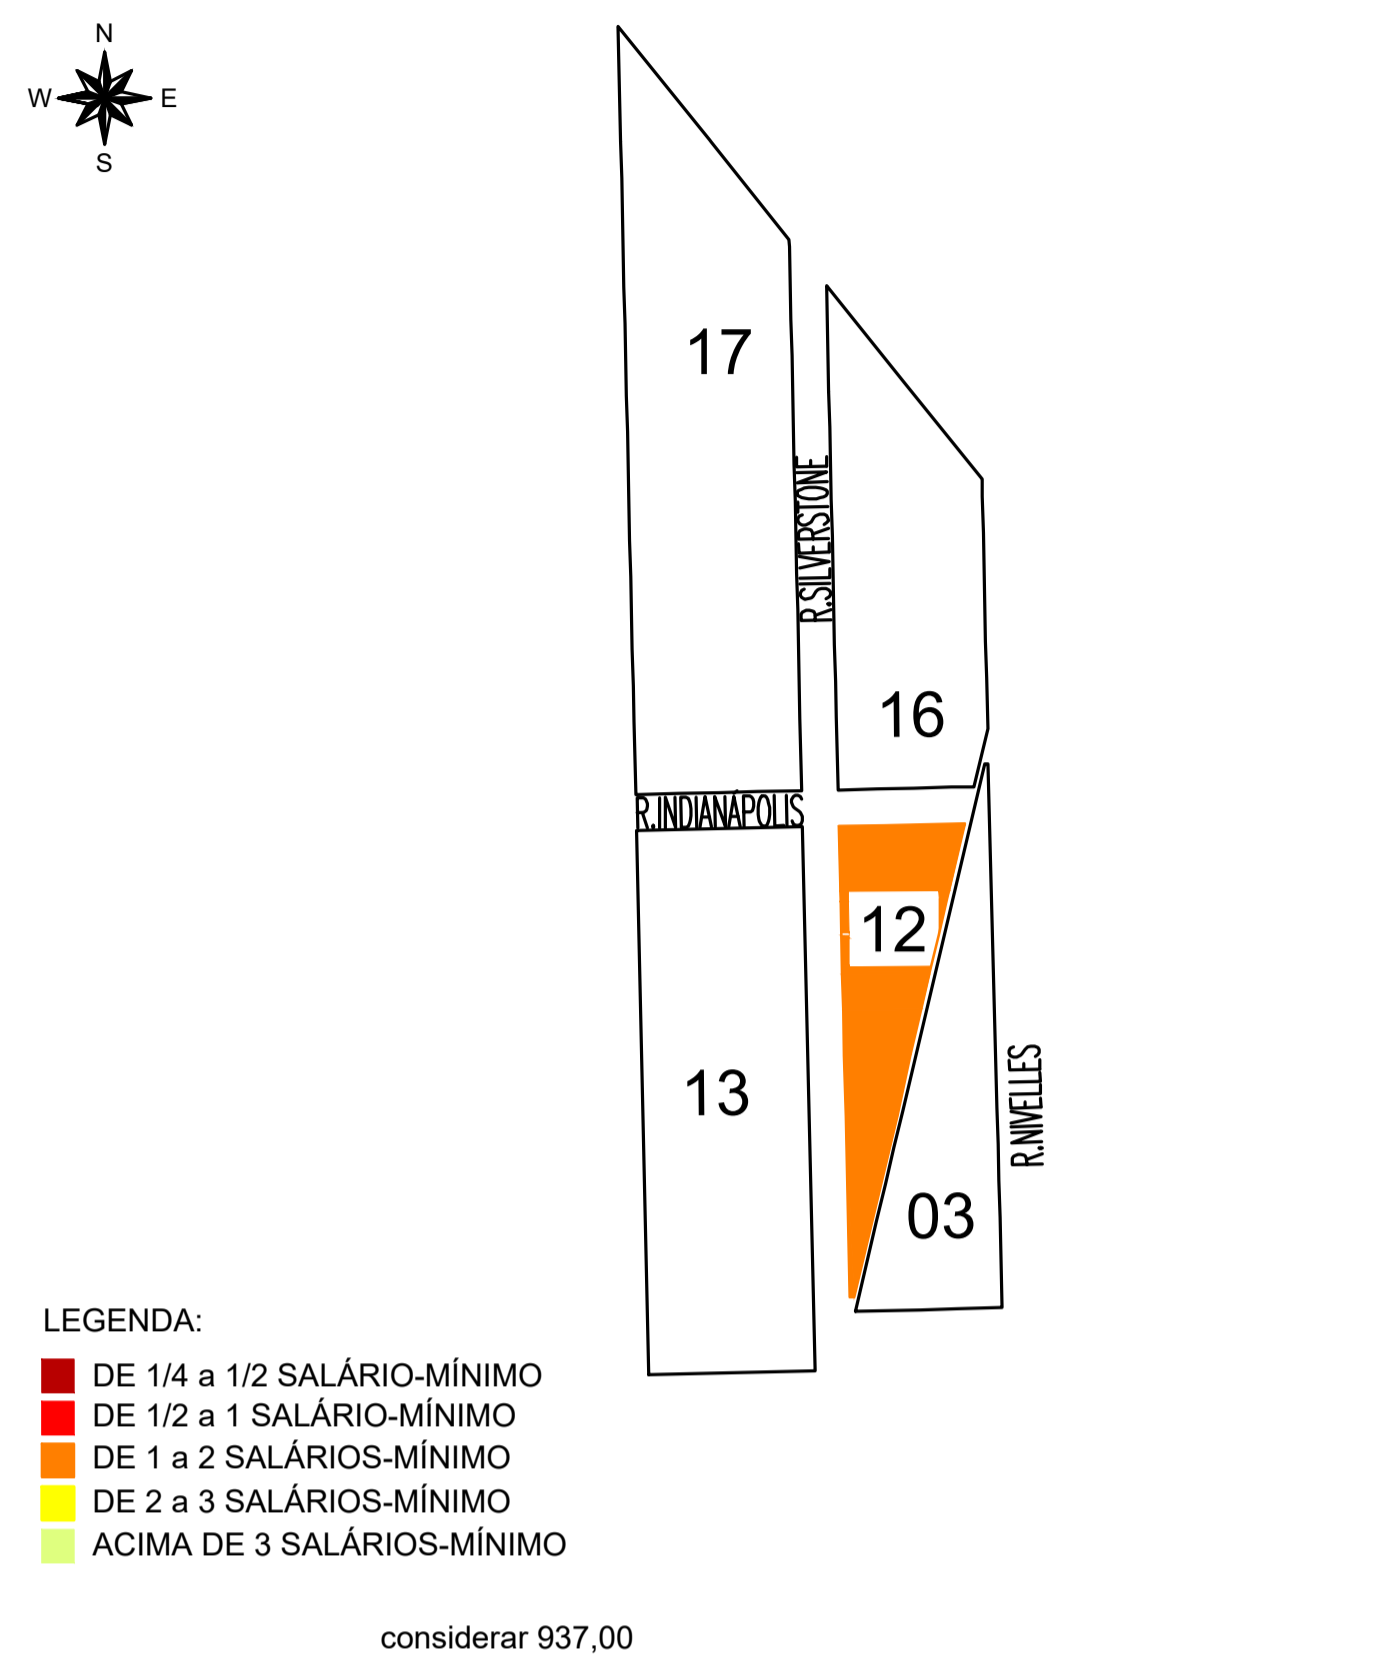 N
W
E
S
17
R.SILVERSTONE
16
R.INDIANÁPOLIS
12
13
R.NIVELLES
03
LEGENDA:
DE 1/4 a 1/2 SALÁRIO-MÍNIMO
DE 1/2 a 1 SALÁRIO-MÍNIMO
DE 1 a 2 SALÁRIOS-MÍNIMO
DE 2 a 3 SALÁRIOS-MÍNIMO
ACIMA DE 3 SALÁRIOS-MÍNIMO
considerar 937,00